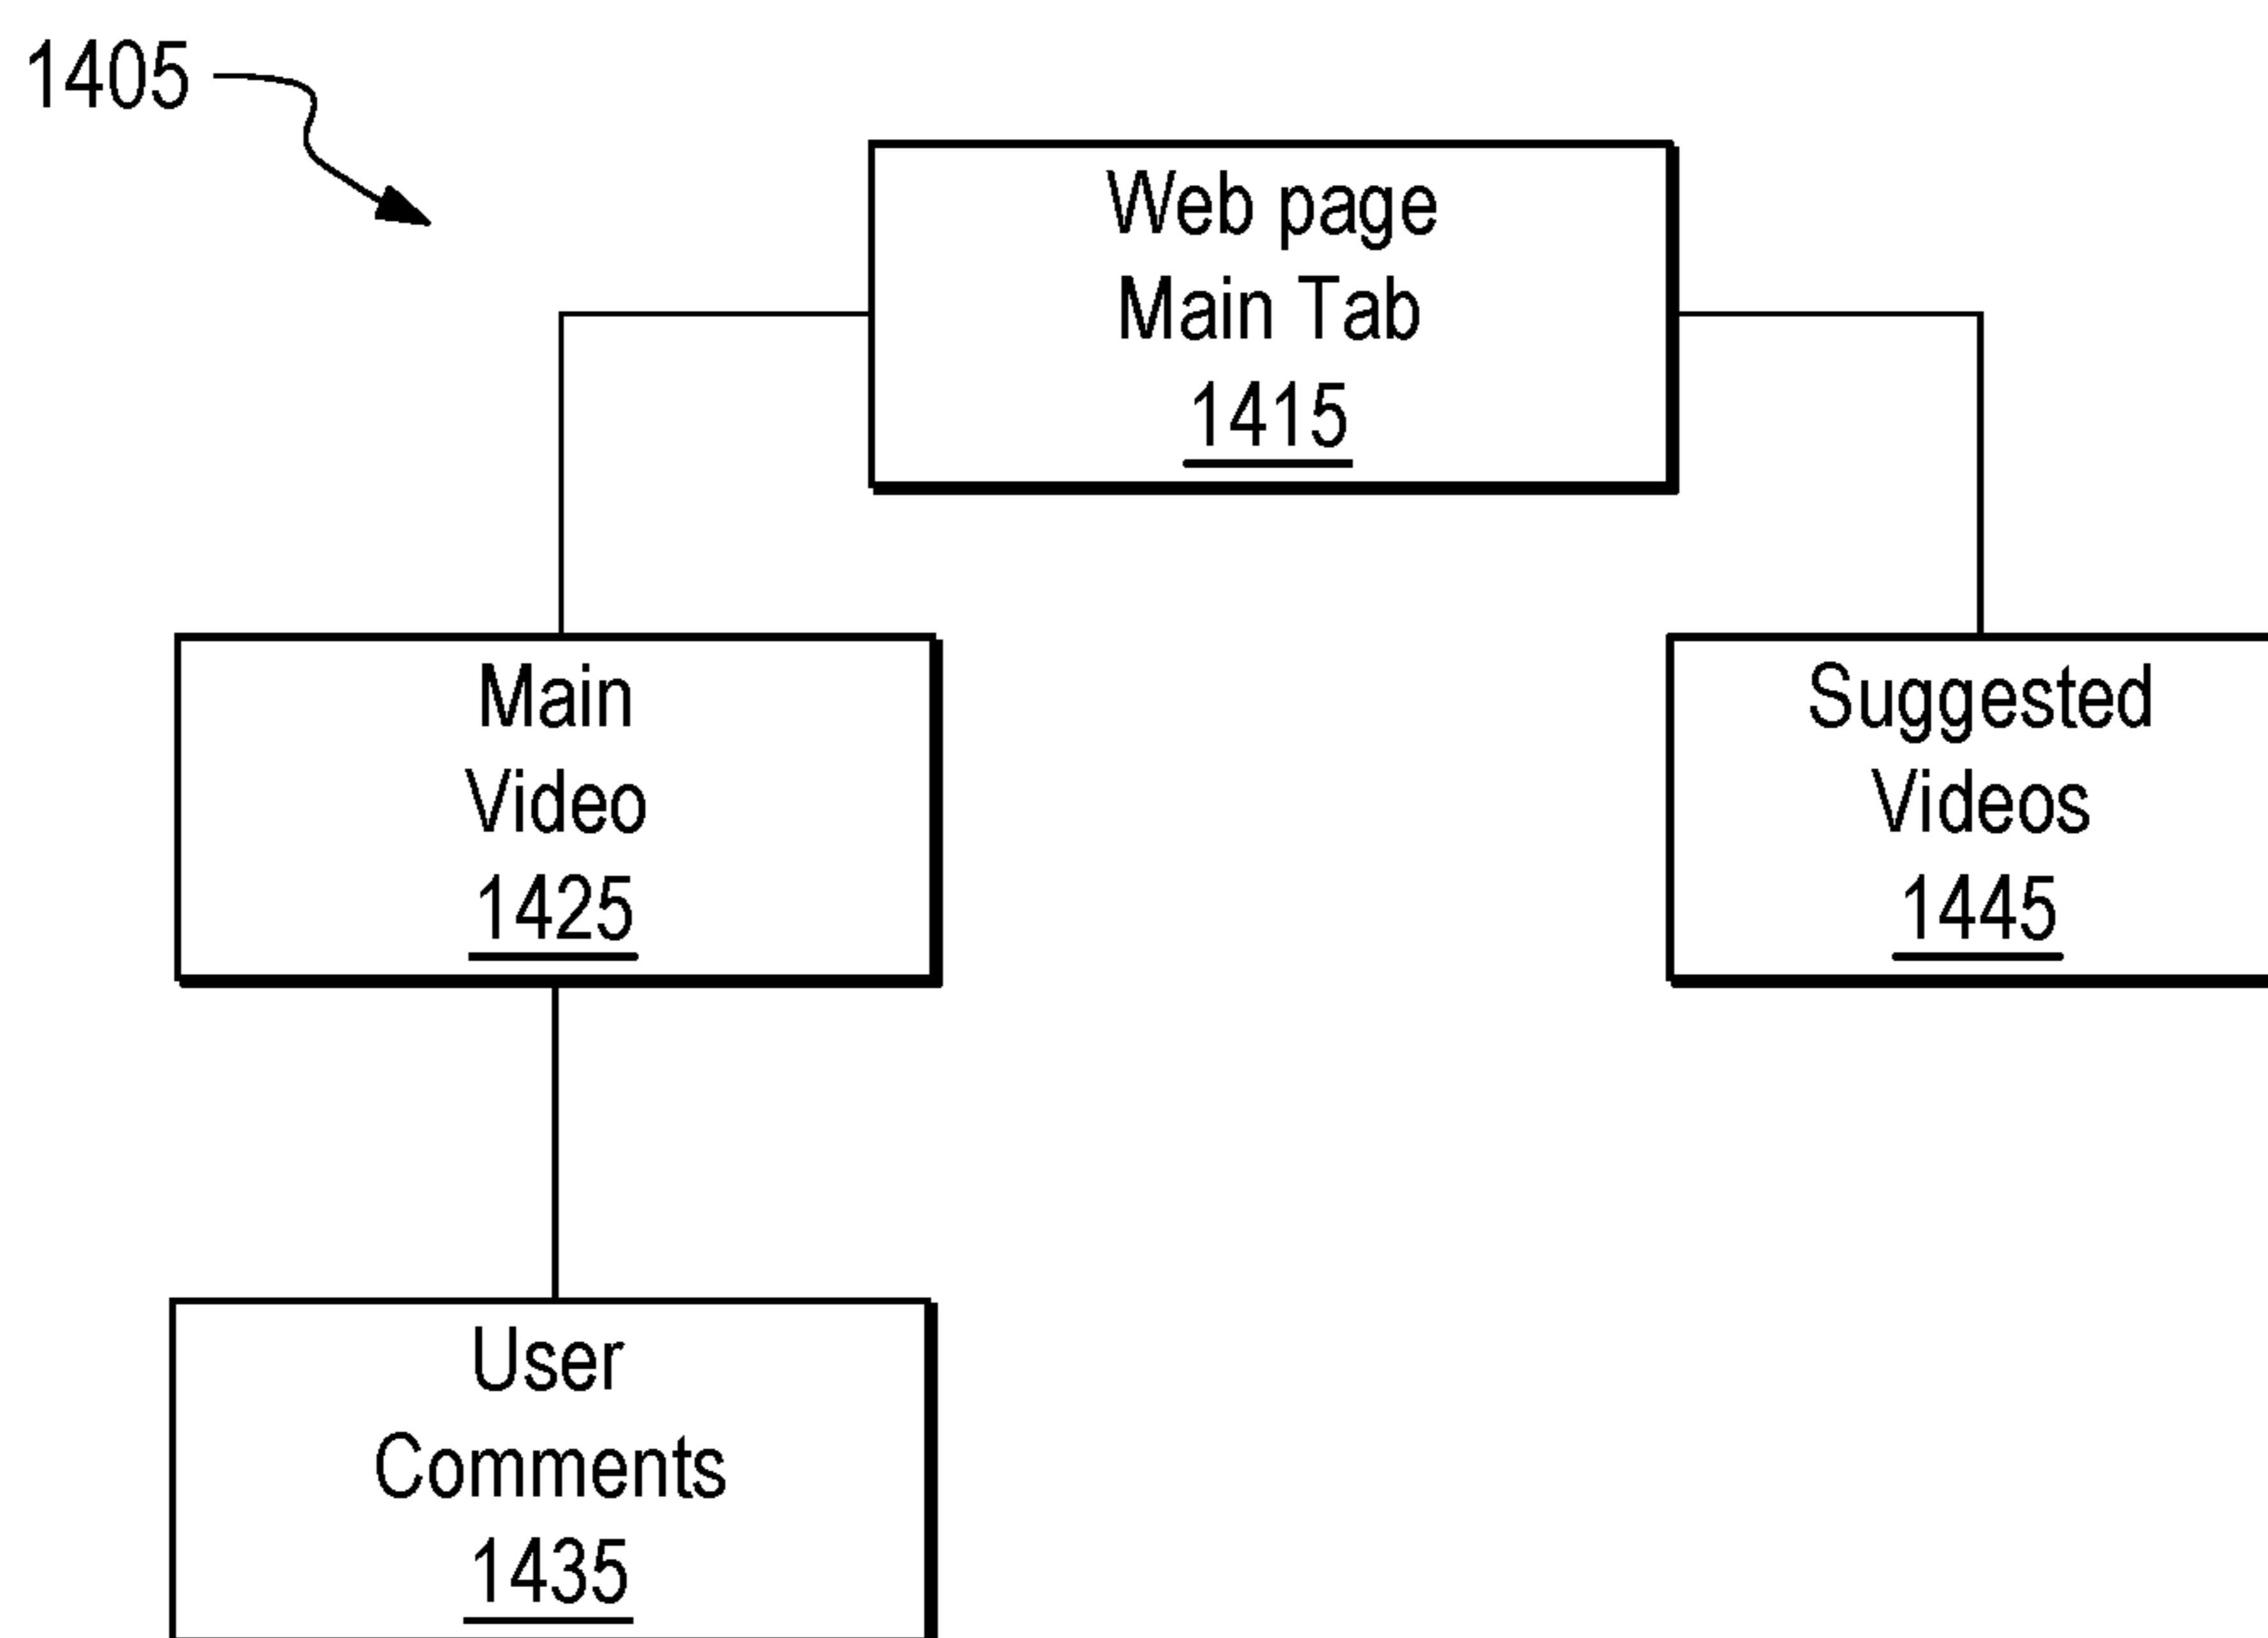 1405
Web page
Main Tab
1415
Main
Video
1425
Suggested
Videos
1445
User
Comments
1435